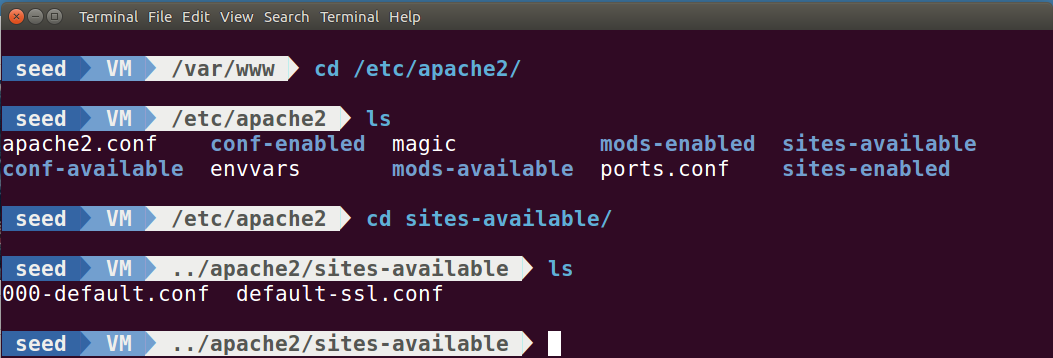 Terminal File Edit View Search Terminal Help
seed VM /var/www cd /etc/apache2/
seed VM /etc/apache2 ls
apache2.conf conf-enabled magic mods-enabled sites-available
conf-available envvars mods-available ports.conf sites-enabled
seed VM /etc/apache2 cd sites-available/
seed VM ../apache2/sites-available ls
000-default.conf default-ssl.conf
seed VM ../apache2/sites-available